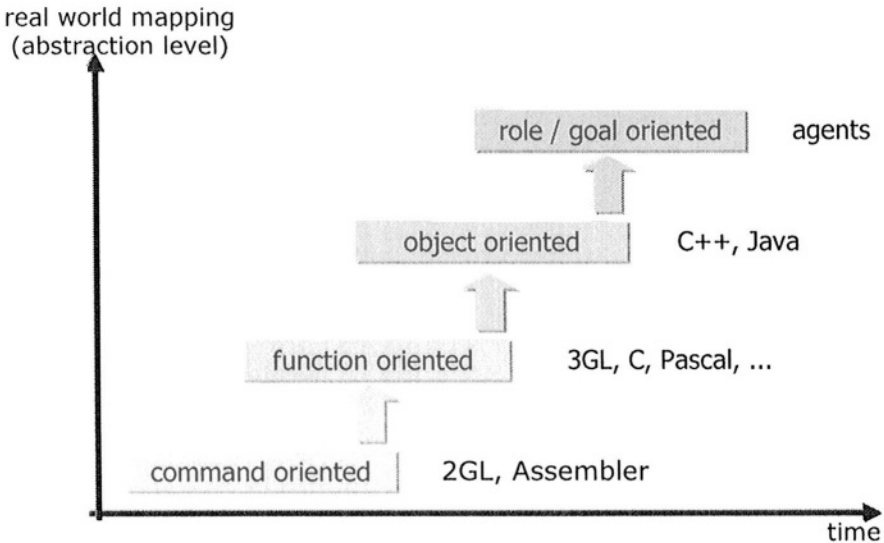 real world mapping
(abstraction level)
role / goal oriented
agents
object oriented
C++, Java
function oriented
3GL, C, Pascal, ...
command oriented
2GL, Assembler
time